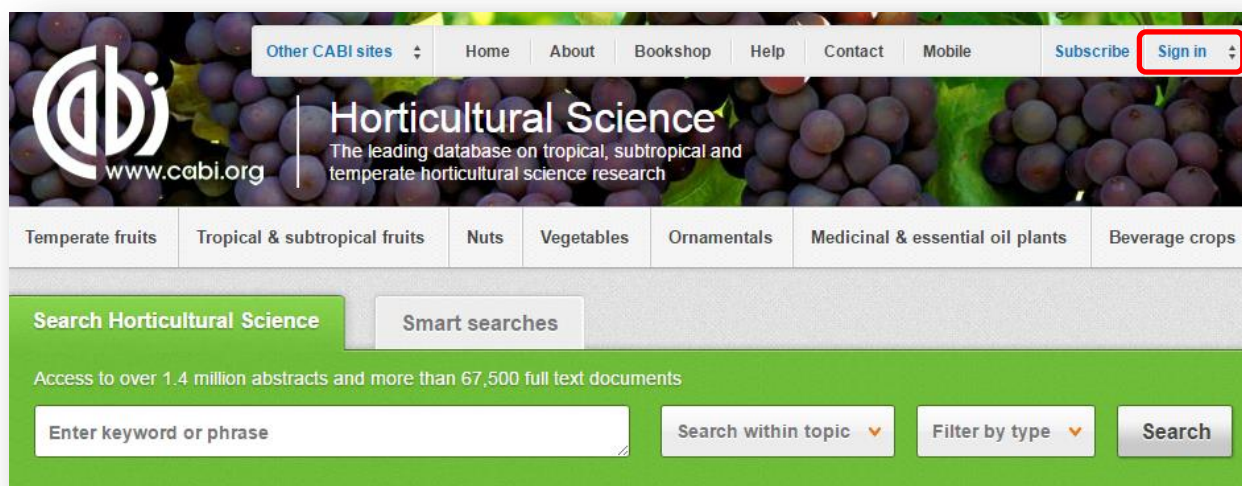 Other CABI sites Home About Bookshop Help Contact Mobile Subscribe Sign in
cabi
www.cabi.org
Horticultural Science
The leading database on tropical, subtropical and
temperate horticultural science research
Temperate fruits Tropical & subtropical fruits Nuts Vegetables Ornamentals Medicinal & essential oil plants Beverage crops
Search Horticultural Science Smart searches
Access to over 1.4 million abstracts and more than 67,500 full text documents
Enter keyword or phrase Search within topic Filter by type Search